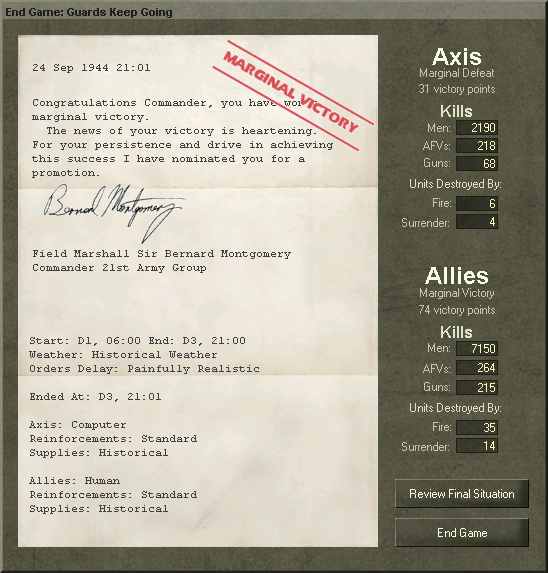 End Game: Guards Keep Going
24 Sep 1944 21:01
MARGINAL VICTORY
Congratulations Commander, you have won
marginal victory.
The news of your victory is heartening.
For your persistence and drive in achieving
this success I have nominated you for a
promotion.
Bernard Montgomery
Field Marshall Sir Bernard Montgomery
Commander 21st Army Group
Start: D1, 06:00 End: D3, 21:00
Weather: Historical Weather
Orders Delay: Painfully Realistic
Ended At: D3, 21:01
Axis: Computer
Reinforcements: Standard
Supplies: Historical
Allies: Human
Reinforcements: Standard
Supplies: Historical
Axis
Marginal Defeat
31 victory points
Kills
Men: 2190
AFVs: 218
Guns: 68
Units Destroyed By:
Fire: 6
Surrender: 4
Allies
Marginal Victory
74 victory points
Kills
Men: 7150
AFVs: 264
Guns: 215
Units Destroyed By:
Fire: 35
Surrender: 14
Review Final Situation
End Game